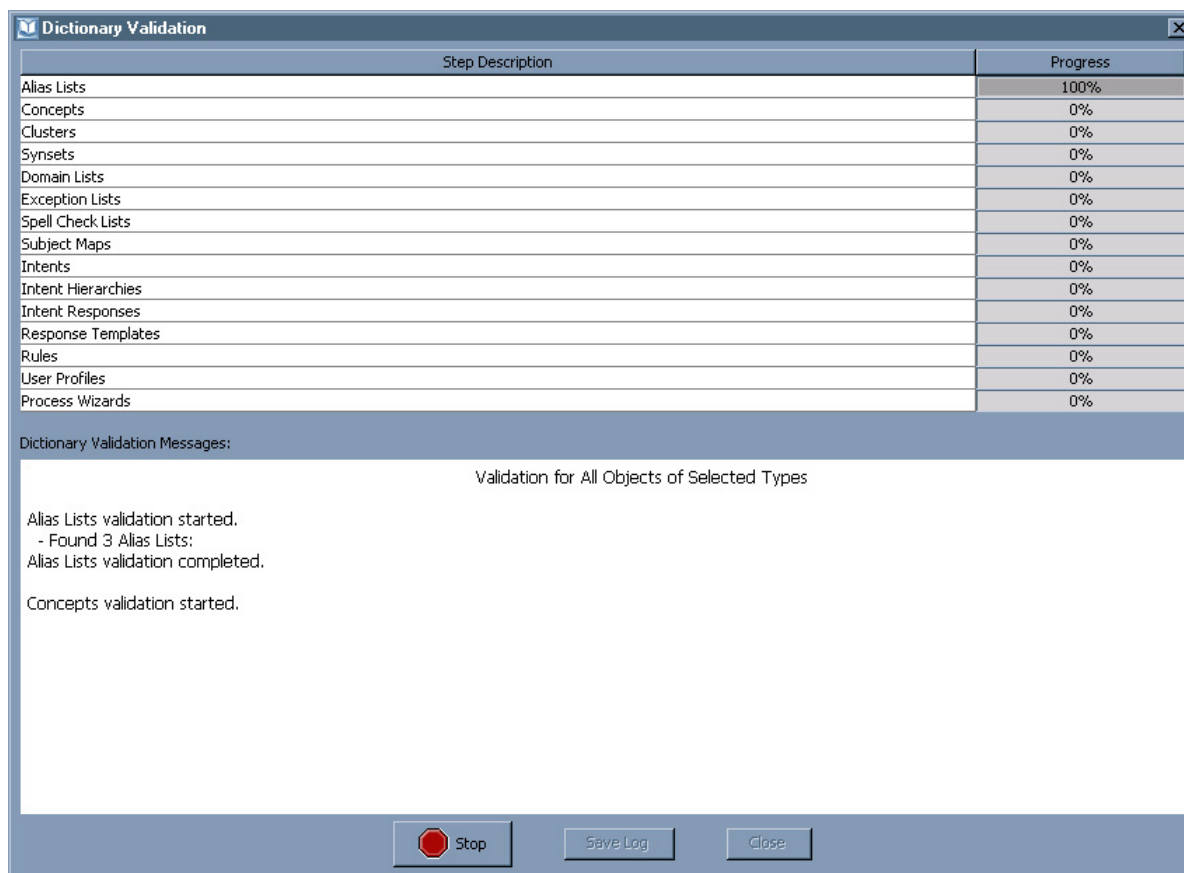 Dictionary Validation
Step Description Progress
Alias Lists 100%
Concepts 0%
Clusters 0%
Synsets 0%
Domain Lists 0%
Exception Lists 0%
Spell Check Lists 0%
Subject Maps 0%
Intents 0%
Intent Hierarchies 0%
Intent Responses 0%
Response Templates 0%
Rules 0%
User Profiles 0%
Process Wizards 0%
Dictionary Validation Messages:
Validation for All Objects of Selected Types
Alias Lists validation started.
- Found 3 Alias Lists:
Alias Lists validation completed.
Concepts validation started.
Stop Save Log Close